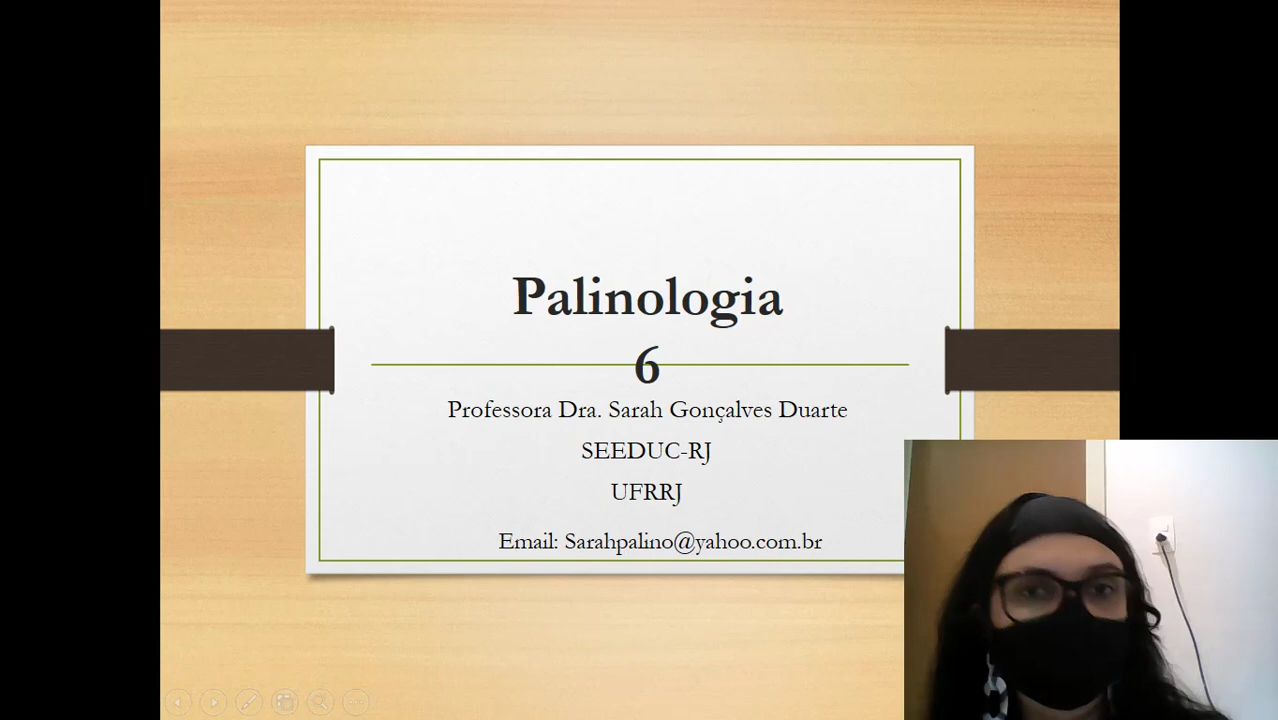 Palinologia
6
Professora Dra. Sarah Gonçalves Duarte
SEEDUC-RJ
UFRRJ
Email: Sarahpalino@yahoo.com.br